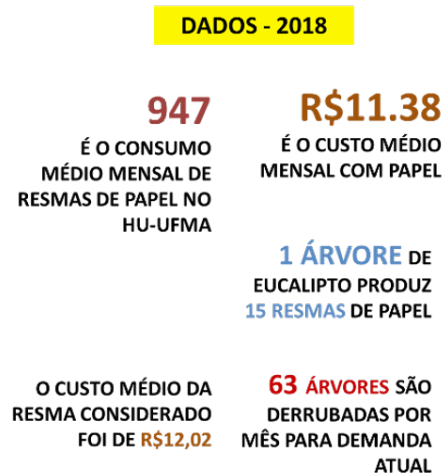 DADOS - 2018
947
É O CONSUMO
MÉDIO MENSAL DE
RESMAS DE PAPEL NO
HU-UFMA
R$11.38
É O CUSTO MÉDIO
MENSAL COM PAPEL
1 ÁRVORE DE
EUCALIPTO PRODUZ
15 RESMAS DE PAPEL
O CUSTO MÉDIO DA
RESMA CONSIDERADO
FOI DE R$12,02
63 ÁRVORES SÃO
DERRUBADAS POR
MÊS PARA DEMANDA
ATUAL